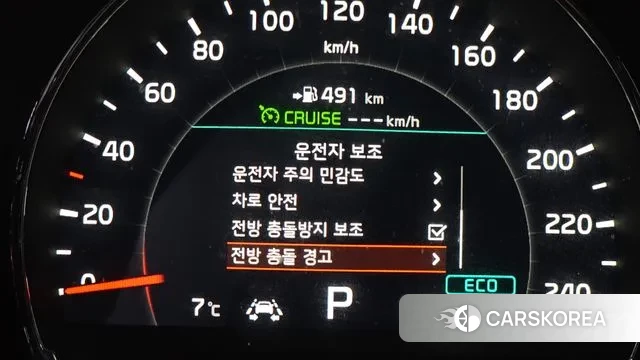 100 120 140
80 160
km/h
60 180
491 km
CRUISE ---km/h
40 200
운전자 보조
운전자 주의 민감도
차로 안전
20 220
전방 충돌방지 보조
전방 충돌 경고
0 240
ECO
7℃ P
CARSKOREA